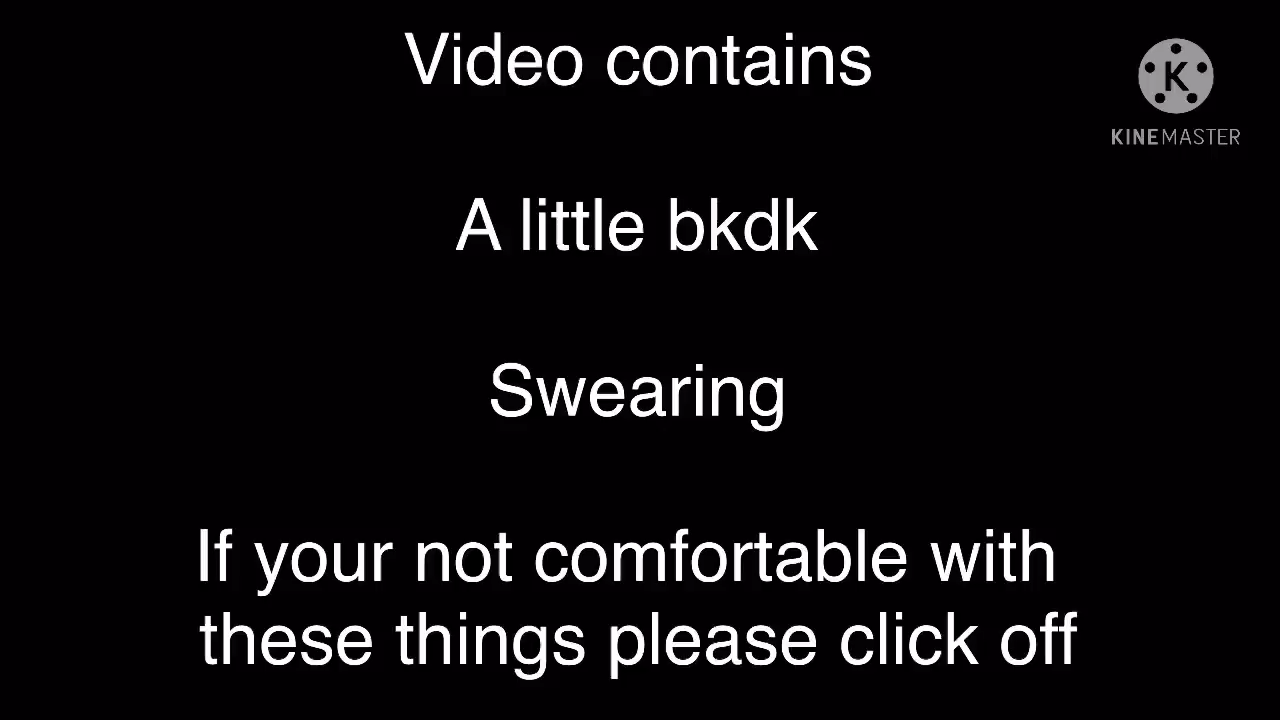 Video contains
K
KINEMASTER
A little bkdk
Swearing
If your not comfortable with
these things please click off